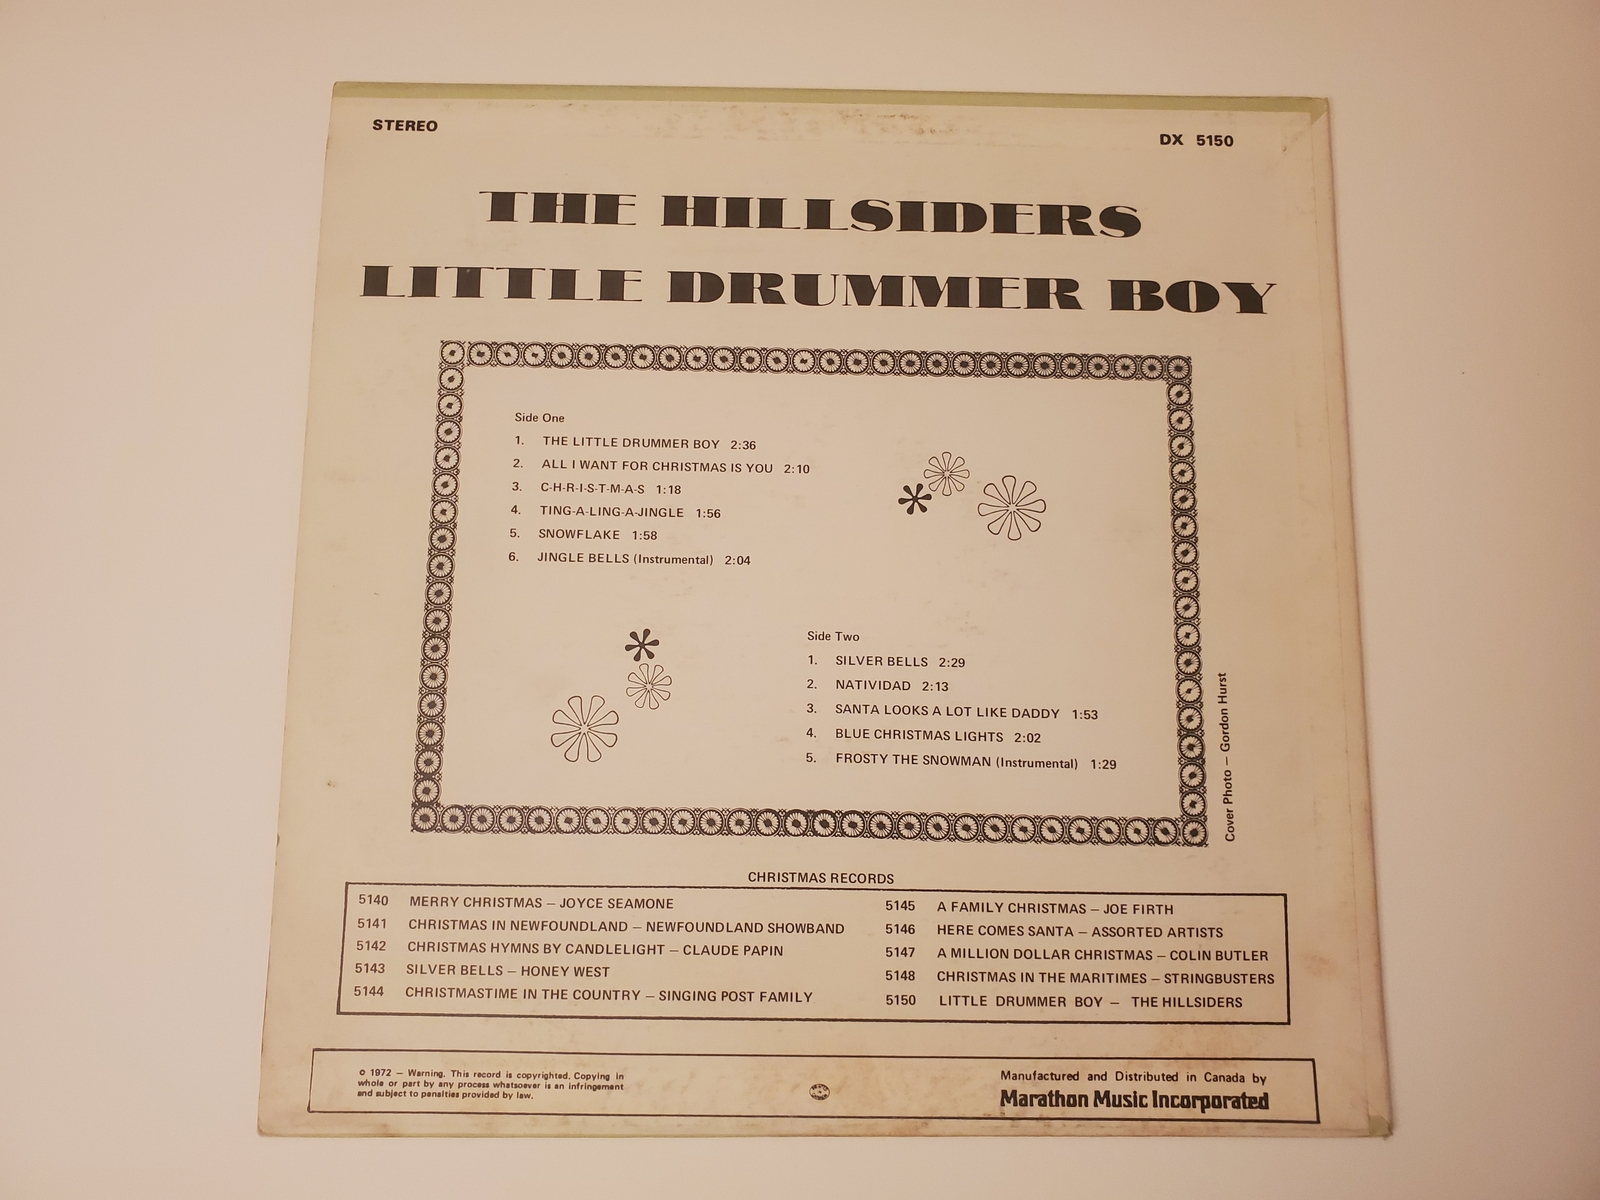 STEREO
DX 5150
THE HILLSIDERS
LITTLE DRUMMER BOY
Side One
1. THE LITTLE DRUMMER BOY 2:36
2. ALL I WANT FOR CHRISTMAS IS YOU 2:10
3. C-H-R-I-S-T-M-A-S 1:18
4. TING-A-LING-A-JINGLE 1:56
5. SNOWFLAKE 1:58
6. JINGLE BELLS (Instrumental) 2:04
Side Two
1. SILVER BELLS 2:29
2. NATIVIDAD 2:13
3. SANTA LOOKS A LOT LIKE DADDY 1:53
4. BLUE CHRISTMAS LIGHTS 2:02
5. FROSTY THE SNOWMAN (Instrumental) 1:29
Cover Photo – Gordon Hurst
CHRISTMAS RECORDS
5140 MERRY CHRISTMAS – JOYCE SEAMONE
5141 CHRISTMAS IN NEWFOUNDLAND – NEWFOUNDLAND SHOWBAND
5142 CHRISTMAS HYMNS BY CANDLELIGHT – CLAUDE PAPIN
5143 SILVER BELLS – HONEY WEST
5144 CHRISTMASTIME IN THE COUNTRY – SINGING POST FAMILY
5145 A FAMILY CHRISTMAS – JOE FIRTH
5146 HERE COMES SANTA – ASSORTED ARTISTS
5147 A MILLION DOLLAR CHRISTMAS – COLIN BUTLER
5148 CHRISTMAS IN THE MARITIMES – STRINGBUSTERS
5150 LITTLE DRUMMER BOY – THE HILLSIDERS
© 1972 – Warning. This record is copyrighted. Copying in
whole or part by any process whatsoever is an infringement
and subject to penalties provided by law.
Manufactured and Distributed in Canada by
Marathon Music Incorporated